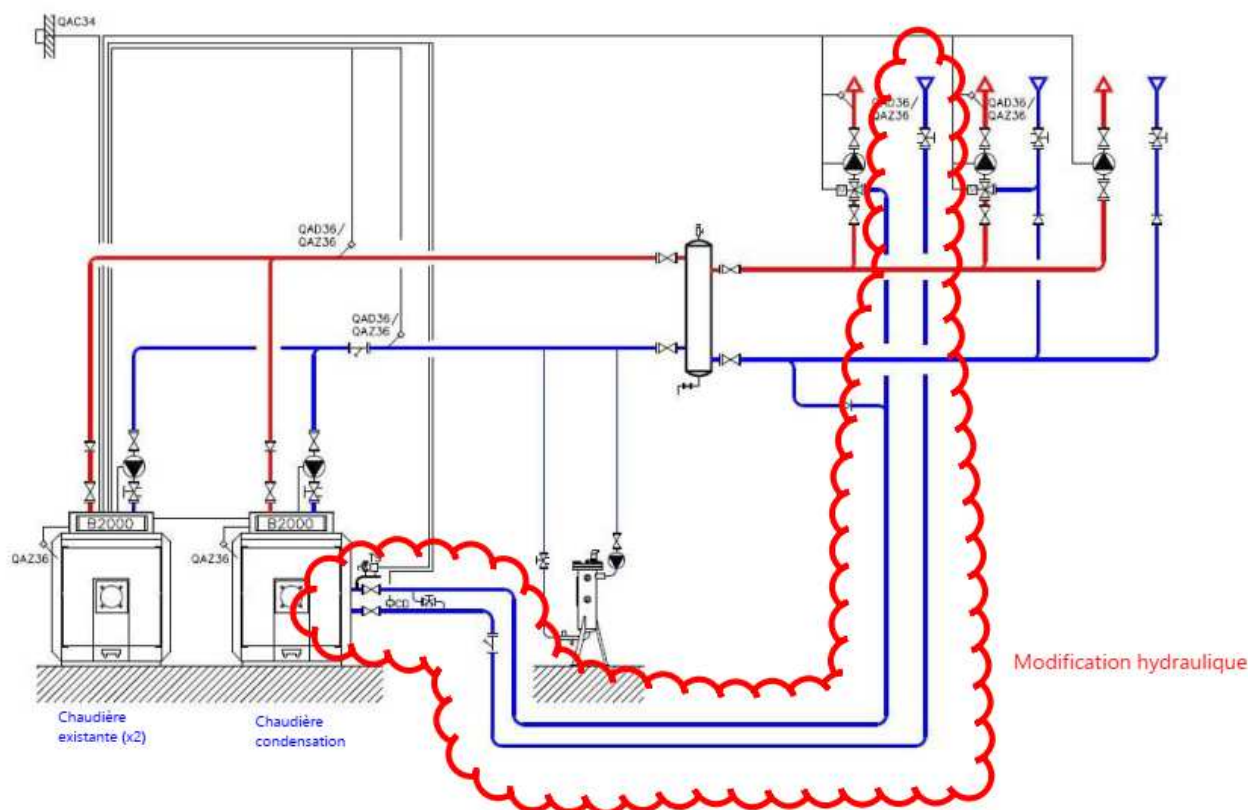 QAC34
QAD36/
QAZ36
QAD36/
QAZ36
QAD36/
QAZ36
QAD36/
QAZ36
B2000
B2000
QAZ36
QAZ36
Modification hydraulique
Chaudière
existante (x2)
Chaudière
condensation